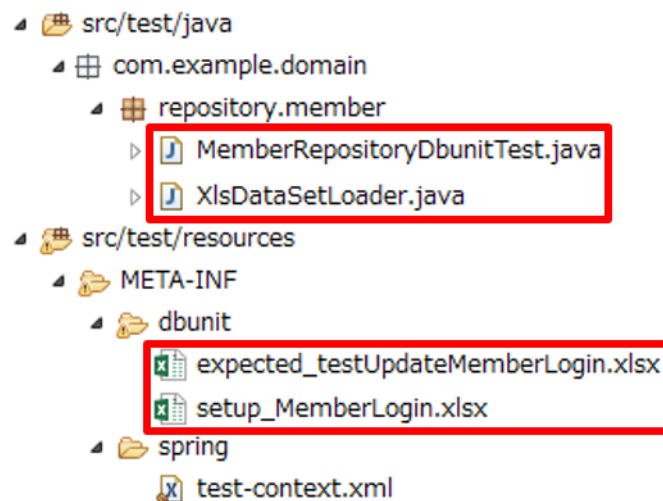 src/test/java
com.example.domain
repository.member
MemberRepositoryDbunitTest.java
XlsDataSetLoader.java
src/test/resources
META-INF
dbunit
expected_testUpdateMemberLogin.xlsx
setup_MemberLogin.xlsx
spring
test-context.xml